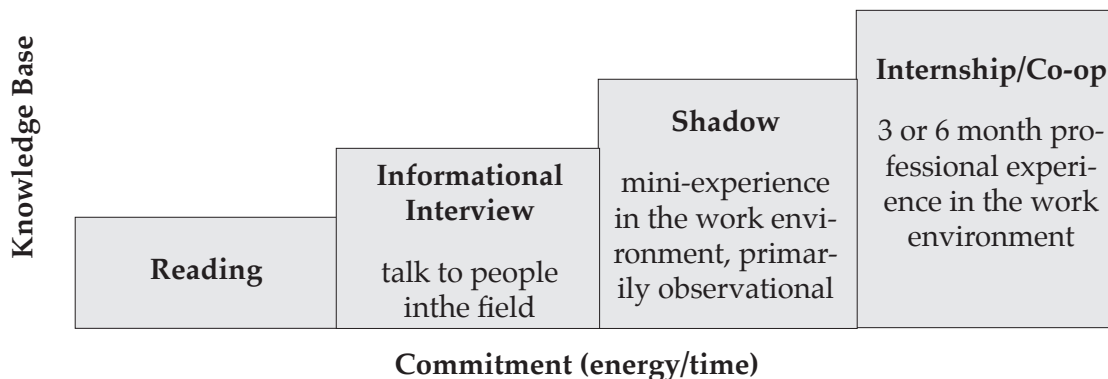 Knowledge Base
Reading
Informational
Interview
talk to people
inthe field
Shadow
mini-experience
in the work envi-
ronment, primar-
ily observational
Internship/Co-op
3 or 6 month pro-
fessional experi-
ence in the work
environment
Commitment (energy/time)